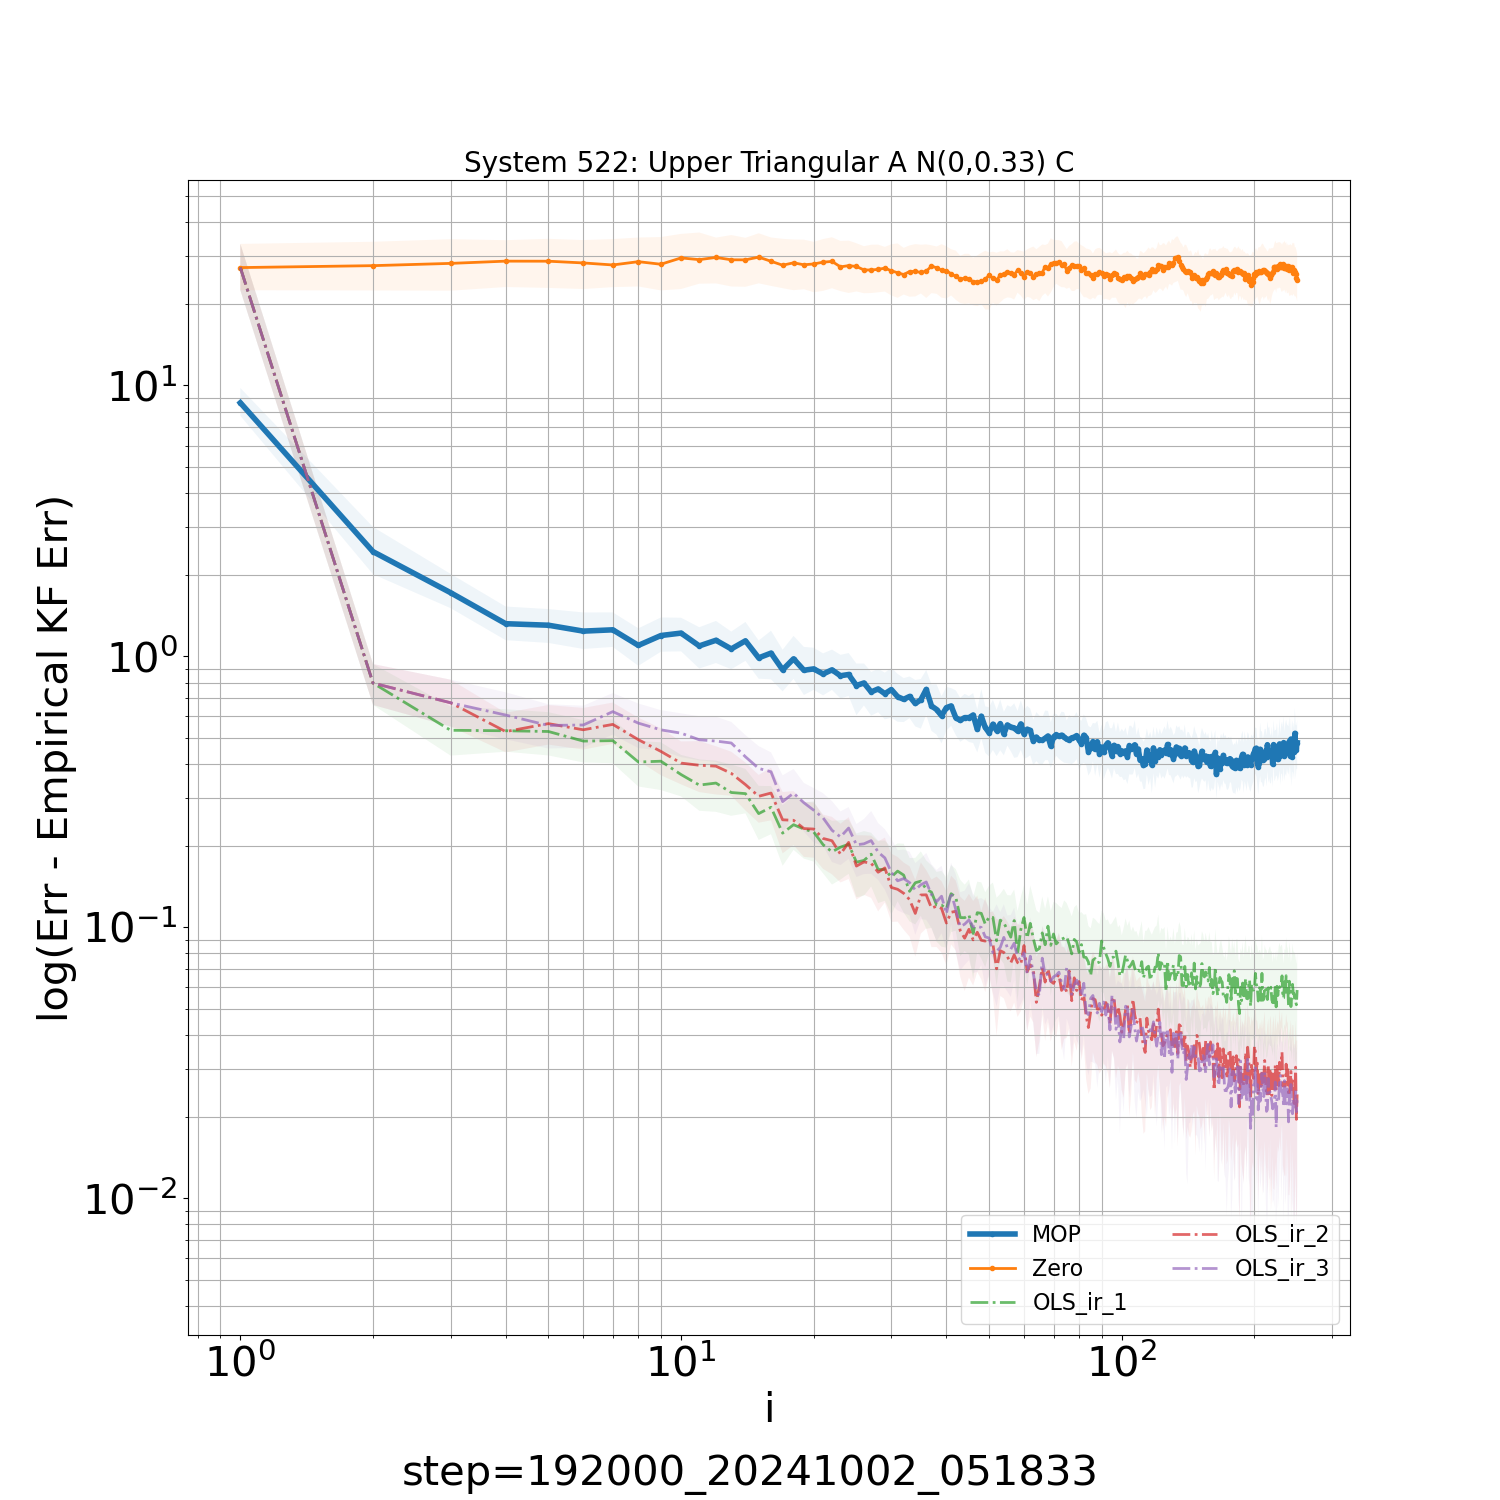 System 522: Upper Triangular A N(0,0.33) C
log(Err - Empirical KF Err)
10¹
10⁰
10⁻¹
10⁻²
MOP
Zero
OLS_ir_1
OLS_ir_2
OLS_ir_3
10⁰ 10¹ 10²
i
step=192000_20241002_051833